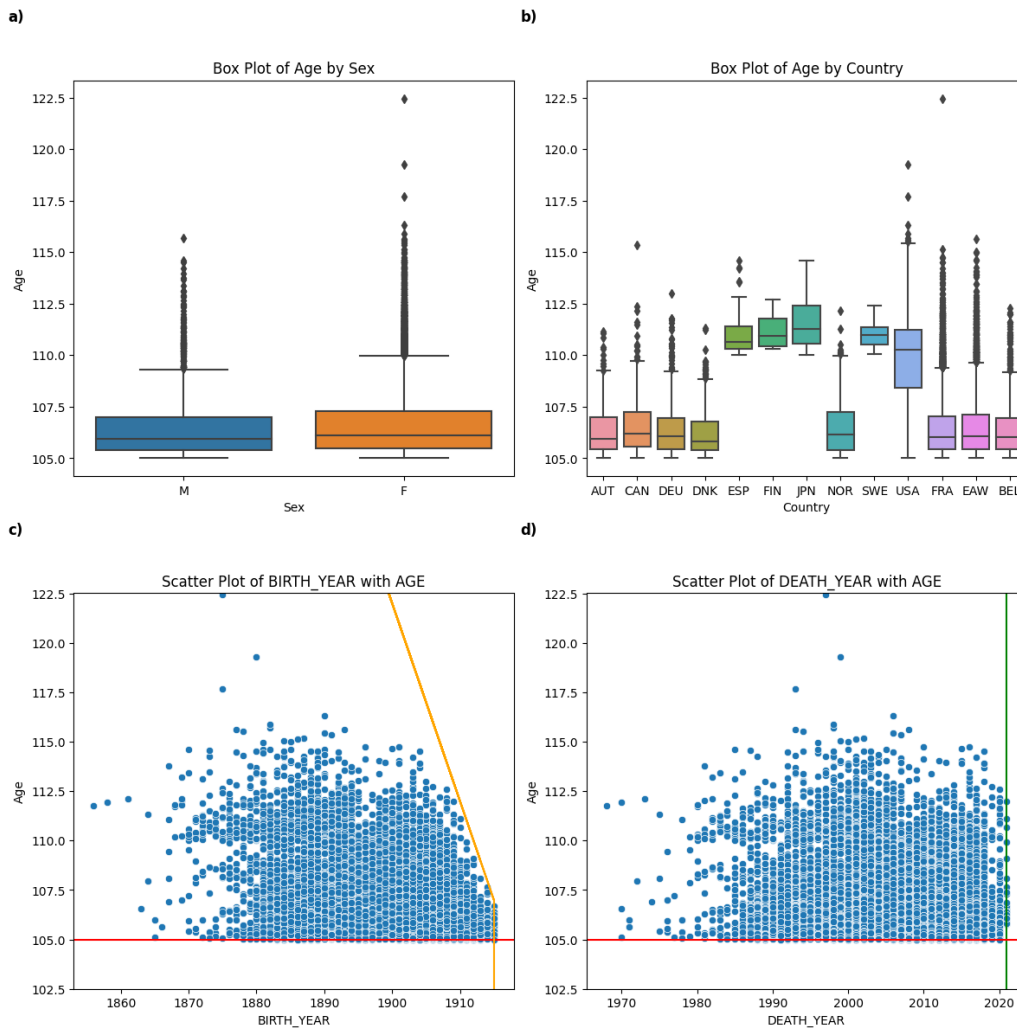 a)
Box Plot of Age by Sex
122.5
120.0
117.5
115.0
112.5
110.0
107.5
105.0
Age
M F
Sex
b)
Box Plot of Age by Country
122.5
120.0
117.5
115.0
112.5
110.0
107.5
105.0
Age
AUT CAN DEU DNK ESP FIN JPN NOR SWE USA FRA EAW BEL
Country
c)
Scatter Plot of BIRTH_YEAR with AGE
122.5
120.0
117.5
115.0
112.5
110.0
107.5
105.0
102.5
Age
1860 1870 1880 1890 1900 1910
BIRTH_YEAR
d)
Scatter Plot of DEATH_YEAR with AGE
122.5
120.0
117.5
115.0
112.5
110.0
107.5
105.0
102.5
Age
1970 1980 1990 2000 2010 2020
DEATH_YEAR